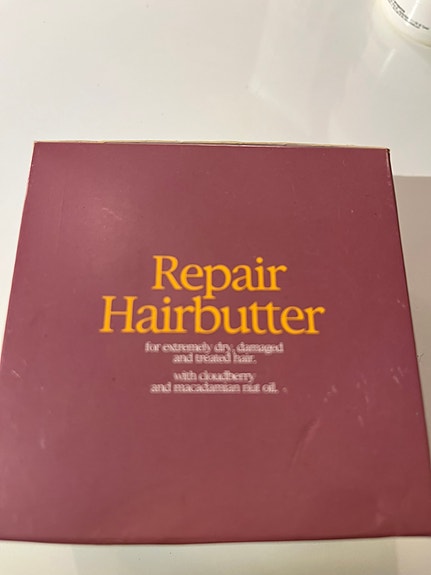 Repair
Hairbutter
for extremely dry, damaged
and treated hair.
with cloudberry
and macadamian nut oil.